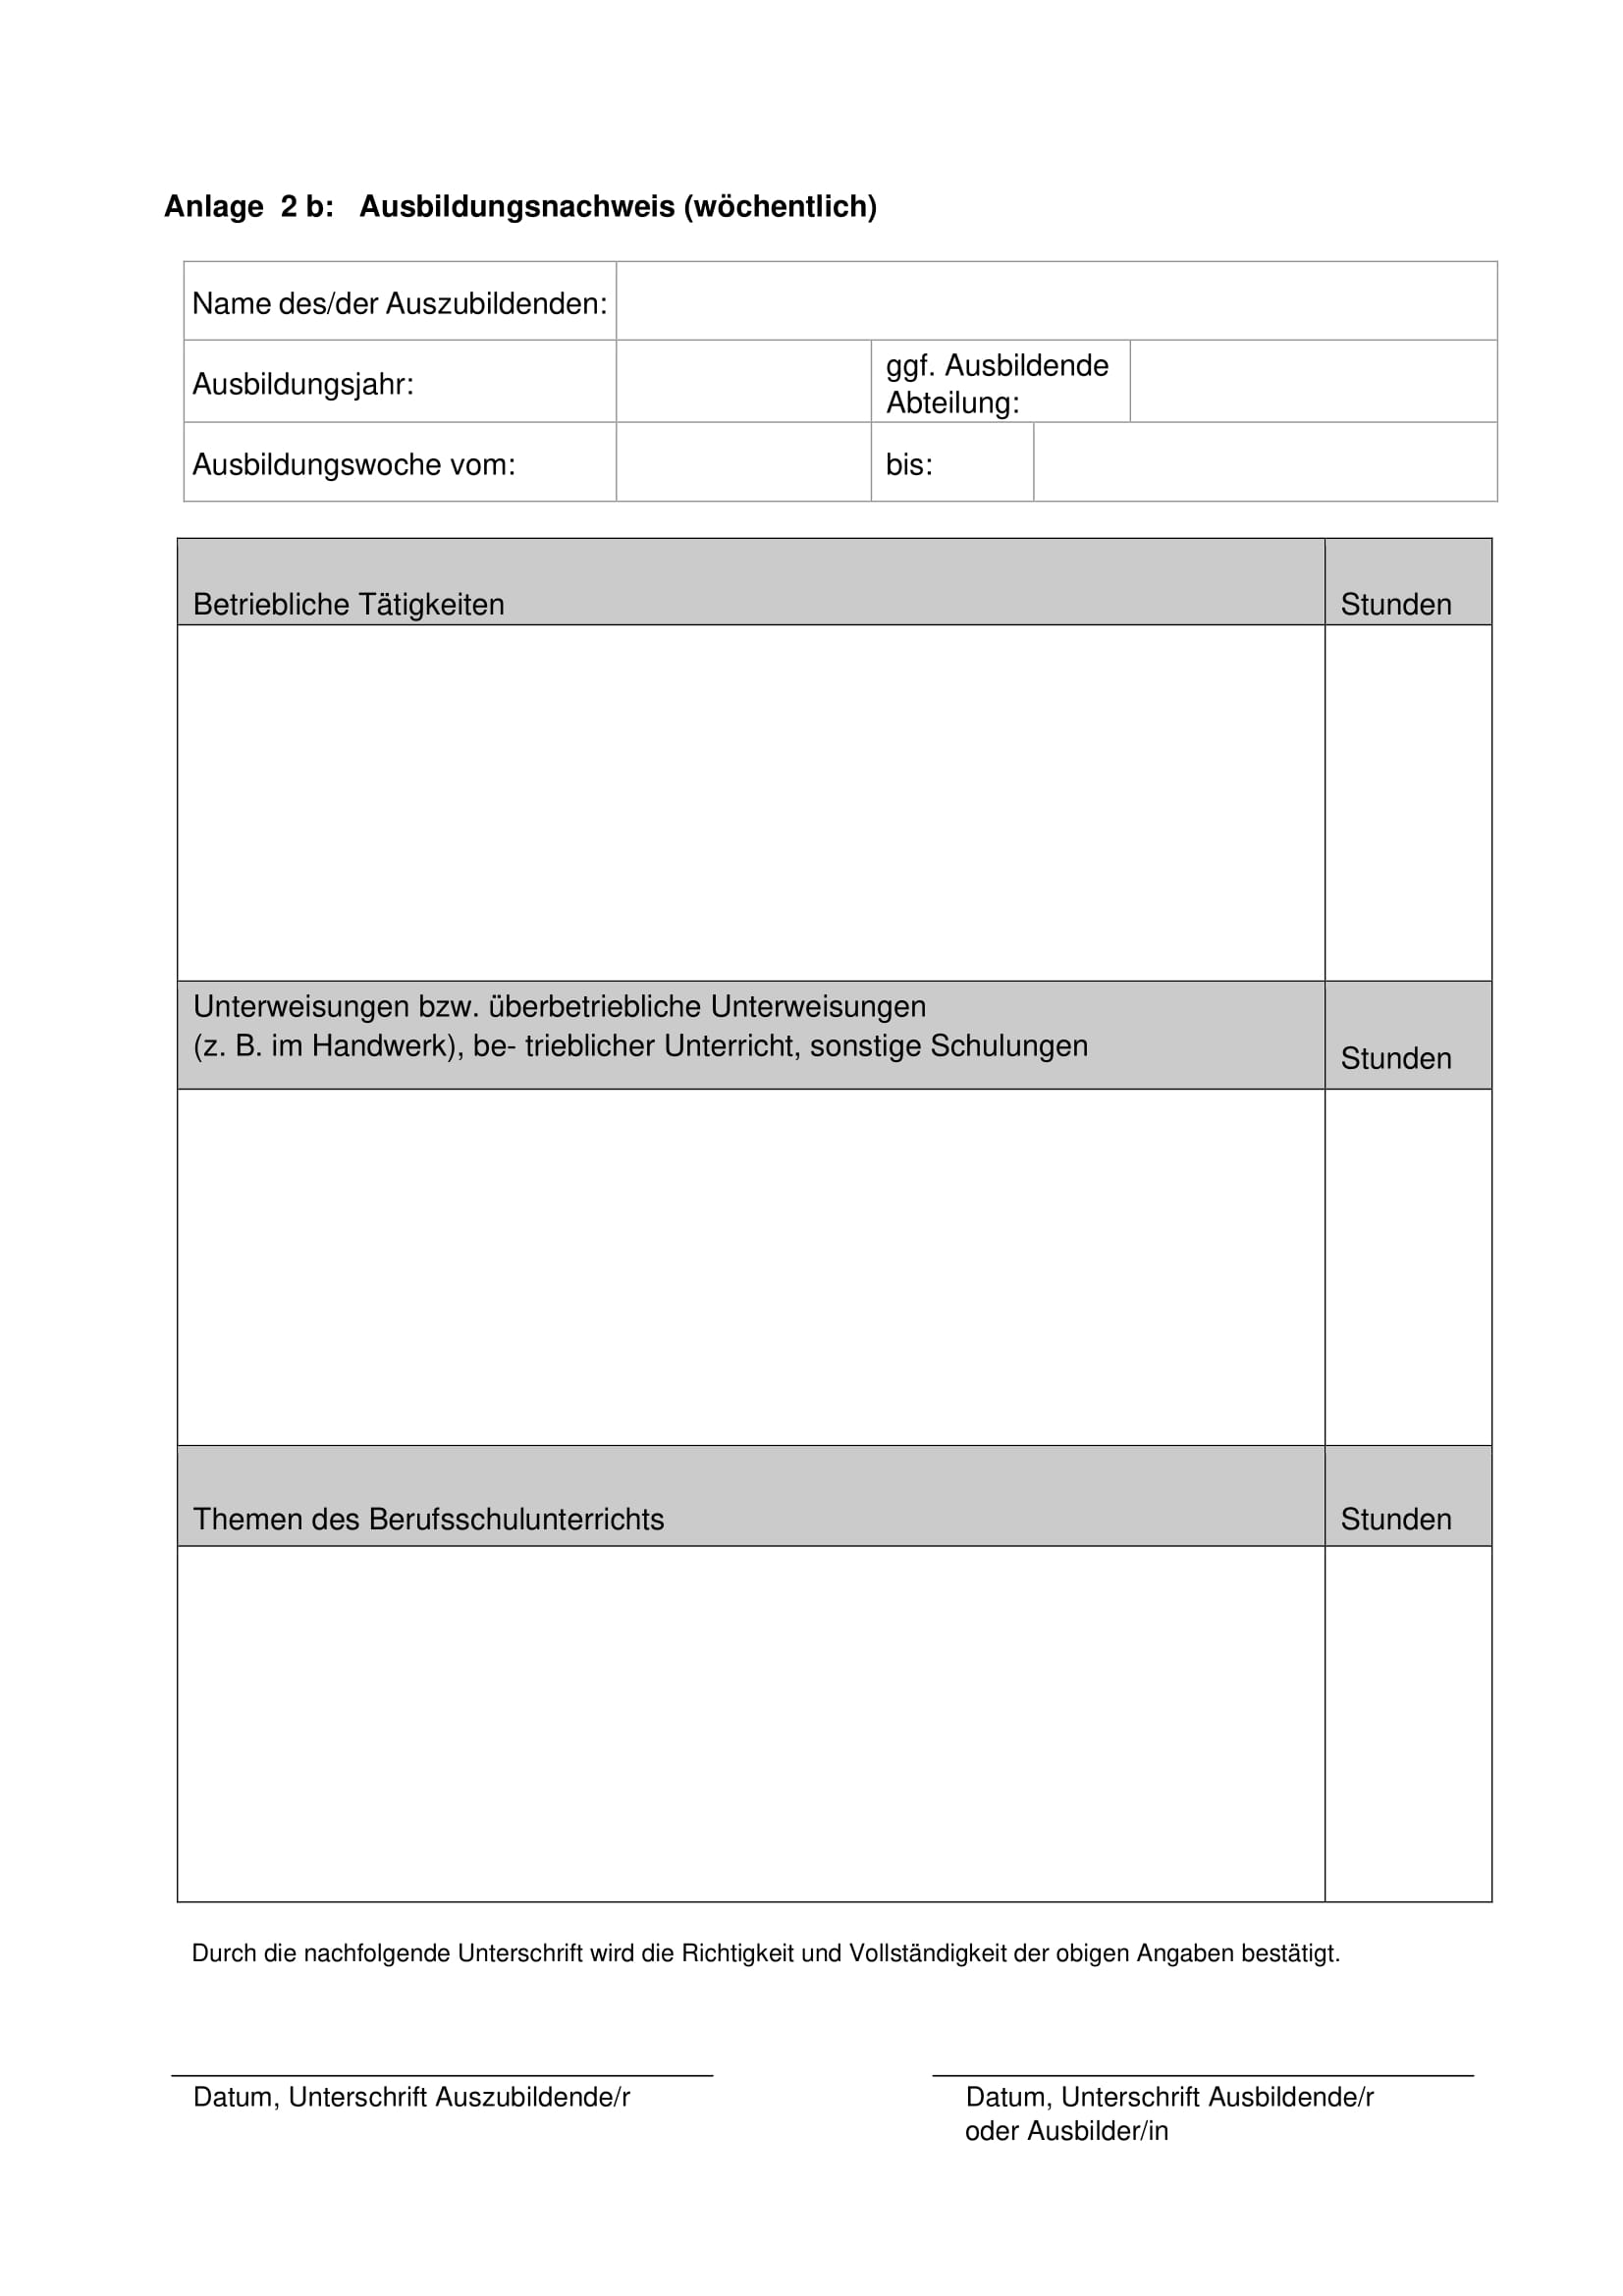 Anlage  2 b:   Ausbildungsnachweis (wöchentlich)
Name des/der Auszubildenden:
Ausbildungsjahr:
ggf. Ausbildende
Abteilung:
Ausbildungswoche vom:
bis:
Betriebliche Tätigkeiten
Stunden
Unterweisungen bzw. überbetriebliche Unterweisungen
(z. B. im Handwerk), be- trieblicher Unterricht, sonstige Schulungen
Stunden
Themen des Berufsschulunterrichts
Stunden
Durch die nachfolgende Unterschrift wird die Richtigkeit und Vollständigkeit der obigen Angaben bestätigt.
Datum, Unterschrift Auszubildende/r
Datum, Unterschrift Ausbildende/r
oder Ausbilder/in